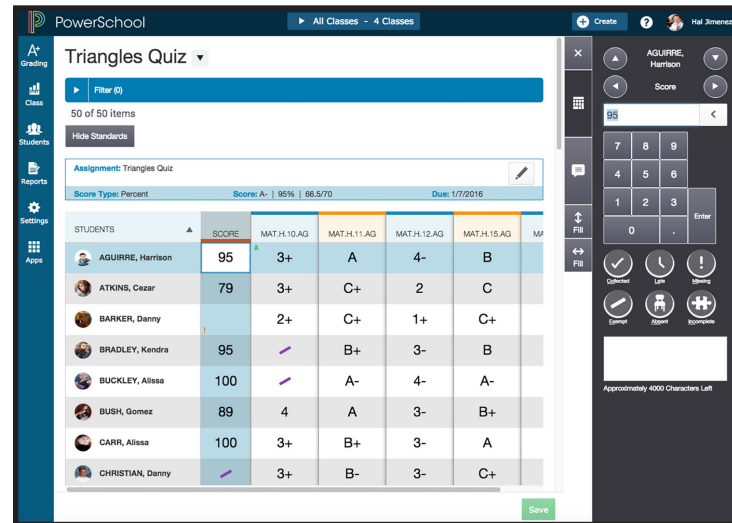 PowerSchool
All Classes - 4 Classes
Create
?
Hal Jimenez
A+
Grading
Class
Students
Reports
Settings
Apps
Triangles Quiz
Filter (0)
50 of 50 items
Hide Standards
Assignment: Triangles Quiz
Score Type: Percent Score: A- | 95% | 66.5/70 Due: 1/7/2016
STUDENTS SCORE MAT.H.10.AG MAT.H.11.AG MAT.H.12.AG MAT.H.15.AG MA
AGUIRRE, Harrison 95 3+ A 4- B
ATKINS, Cezar 79 3+ C+ 2 C
BARKER, Danny ! 2+ C+ 1+ C+
BRADLEY, Kendra 95 B+ 3- B
BUCKLEY, Alissa 100 A- 4- A-
BUSH, Gomez 89 4 A 3- B+
CARR, Alissa 100 3+ B+ 3- A
CHRISTIAN, Danny 3+ B- 3- C+
Save
×
Fill
Fill
AGUIRRE,
Harrison
Score
95
7 8 9
4 5 6
1 2 3
Enter
0 .
Collected Late Missing
Exempt Absent Incomplete
Approximately 4000 Characters Left